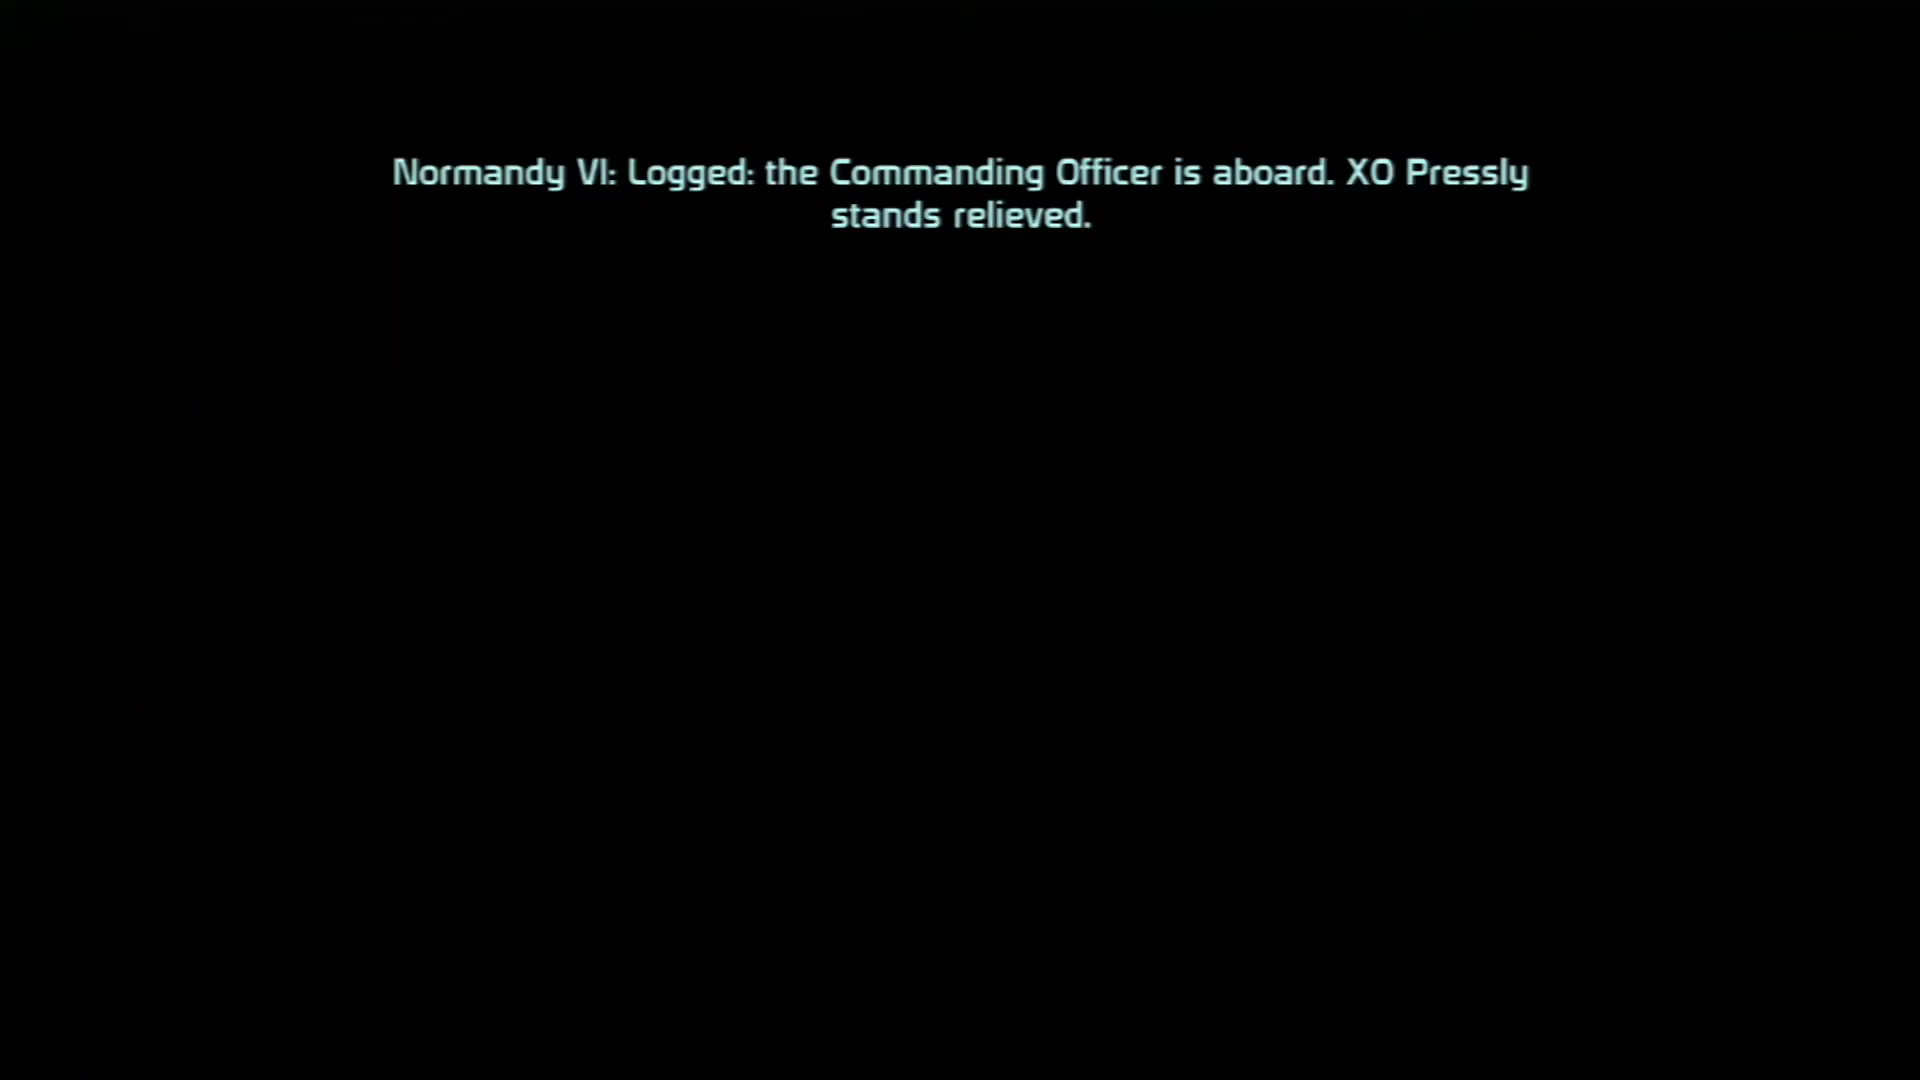 Normandy VI: Logged: the Commanding Officer is aboard. XO Pressly
stands relieved.